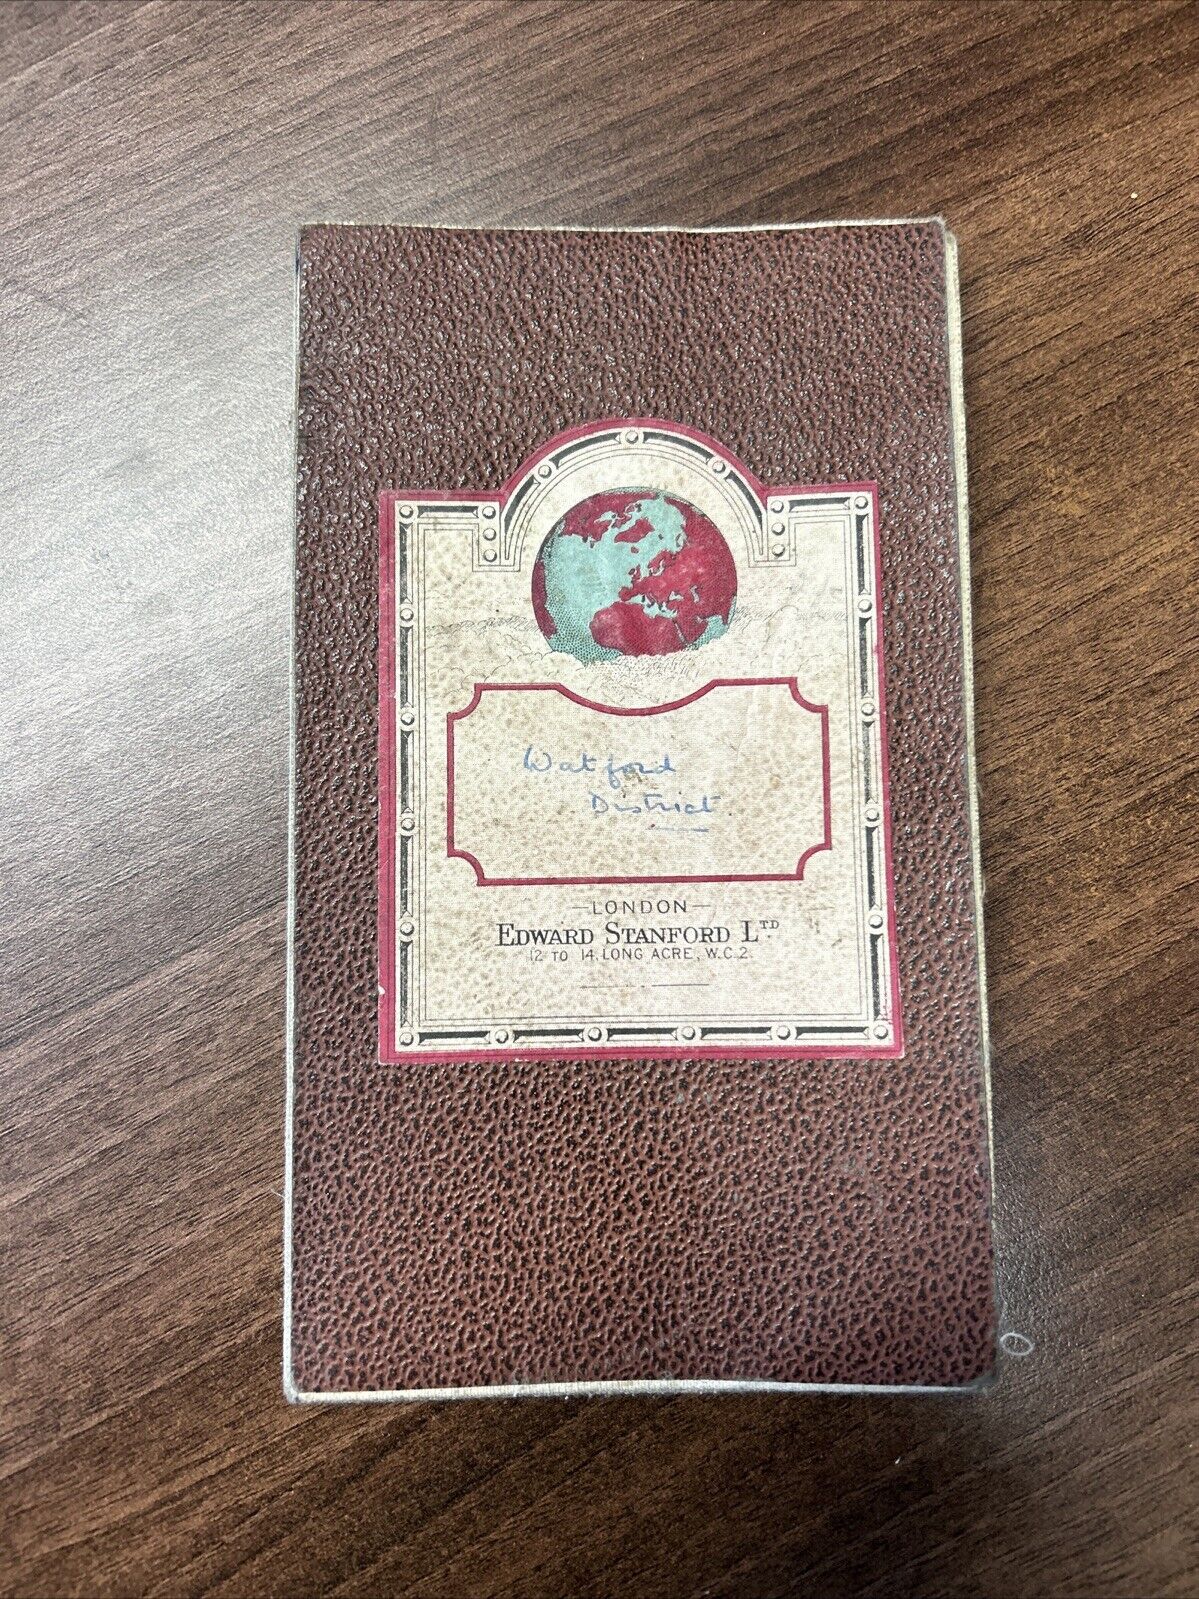 Watford
District.
—LONDON—
EDWARD STANFORD LTD
12 TO 14, LONG ACRE, W.C.2.